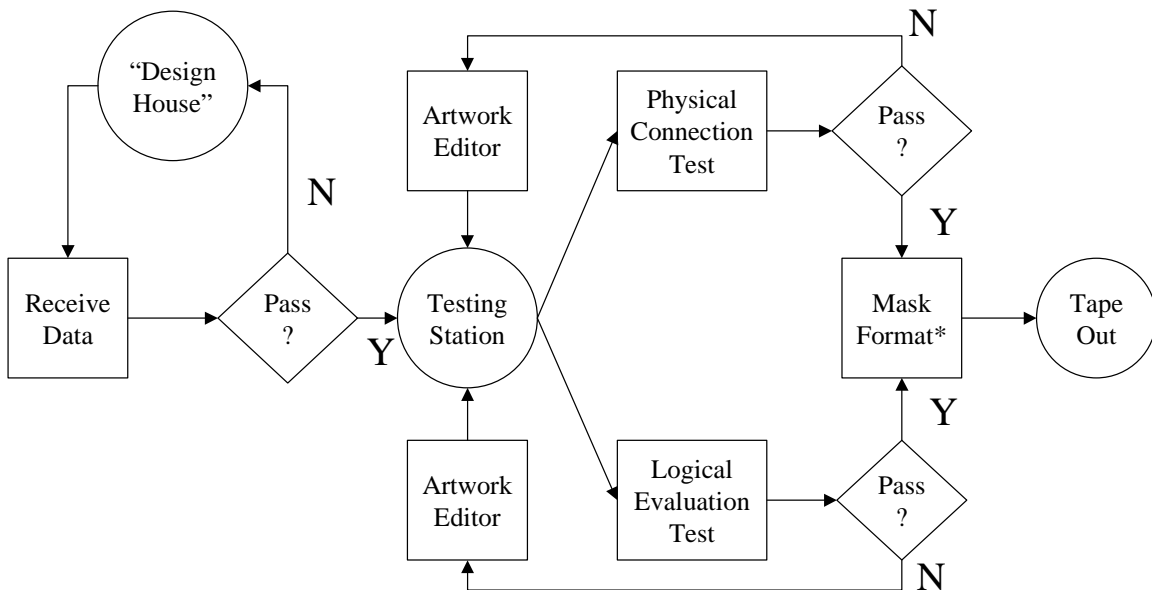 “Design
House”
N
Receive
Data
Pass
?
Y
Artwork
Editor
Testing
Station
Artwork
Editor
Physical
Connection
Test
Pass
?
N
Y
Logical
Evaluation
Test
Pass
?
Y
N
Mask
Format*
Tape
Out